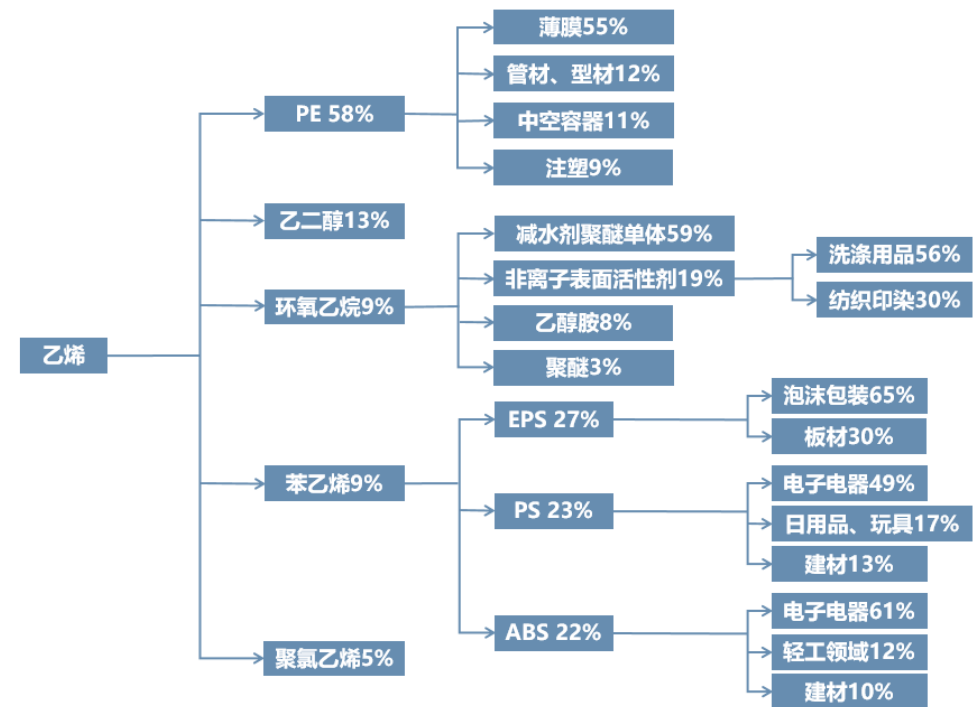 乙烯
PE 58%
薄膜55%
管材、型材12%
中空容器11%
注塑9%
乙二醇13%
环氧乙烷9%
减水剂聚醚单体59%
非离子表面活性剂19%
洗涤用品56%
纺织印染30%
乙醇胺8%
聚醚3%
苯乙烯9%
EPS 27%
泡沫包装65%
板材30%
PS 23%
电子电器49%
日用品、玩具17%
建材13%
ABS 22%
电子电器61%
轻工领域12%
建材10%
聚氯乙烯5%